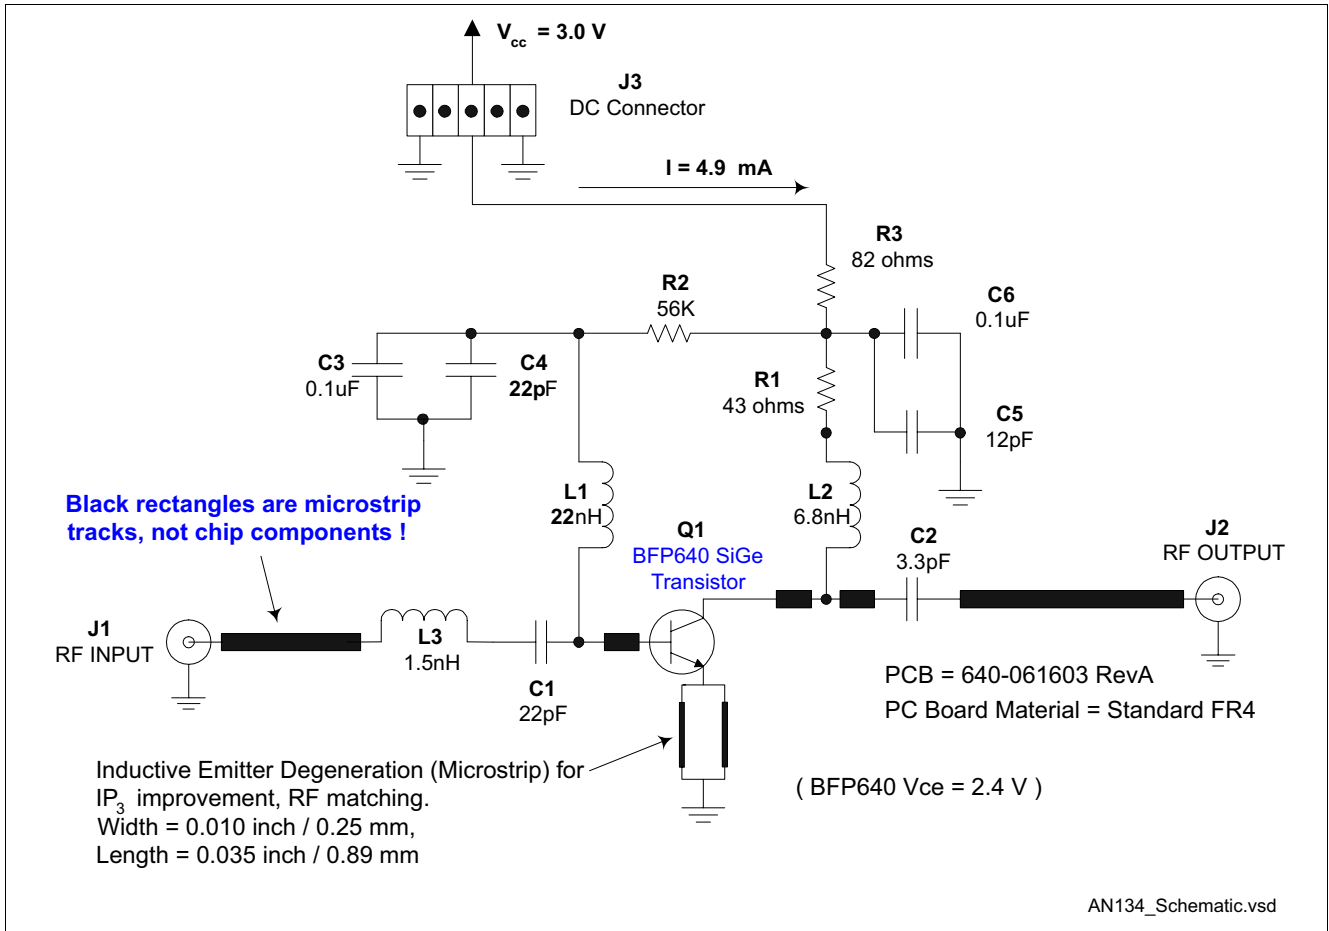 Vcc = 3.0 V
J3
DC Connector
I = 4.9 mA
R3
82 ohms
R2
56K
C6
0.1uF
C3
0.1uF
C4
22pF
R1
43 ohms
C5
12pF
L1
22nH
L2
6.8nH
Black rectangles are microstrip
tracks, not chip components !
Q1
BFP640 SiGe
Transistor
C2
3.3pF
J2
RF OUTPUT
J1
RF INPUT
L3
1.5nH
C1
22pF
PCB = 640-061603 RevA
PC Board Material = Standard FR4
Inductive Emitter Degeneration (Microstrip) for
IP3 improvement, RF matching.
Width = 0.010 inch / 0.25 mm,
Length = 0.035 inch / 0.89 mm
( BFP640 Vce = 2.4 V )
AN134_Schematic.vsd